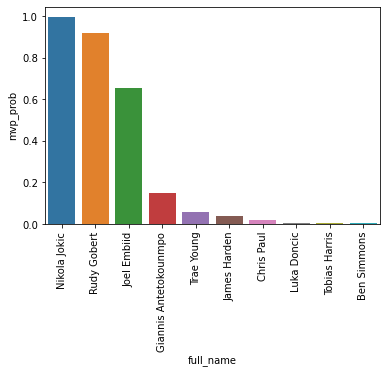 1.0
0.8
0.6
0.4
0.2
0.0
mvp_prob
Nikola Jokic
Rudy Gobert
Joel Embiid
Giannis Antetokounmpo
Trae Young
James Harden
Chris Paul
Luka Doncic
Tobias Harris
Ben Simmons
full_name